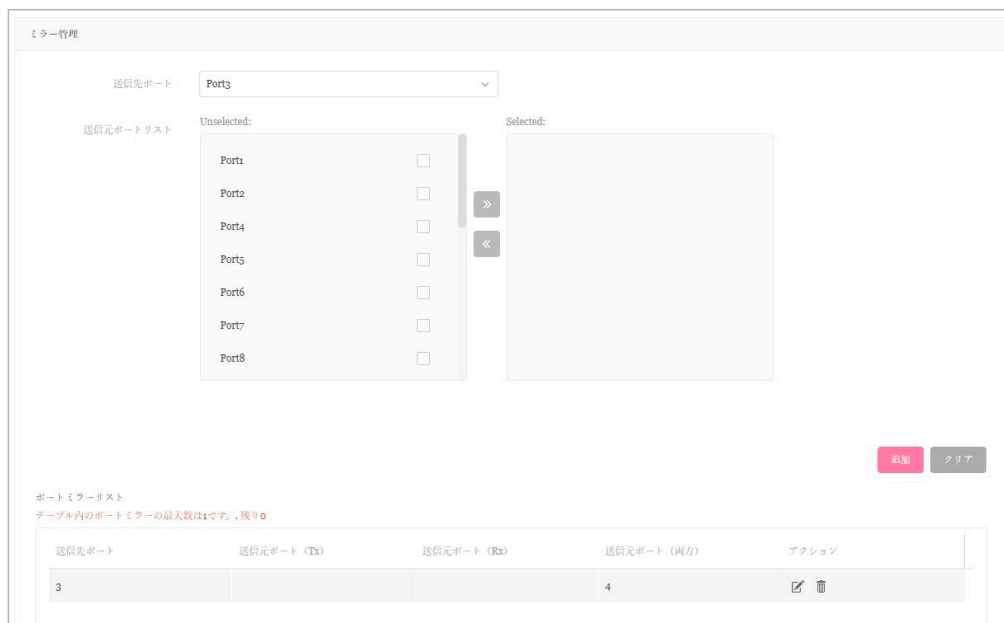 ミラー管理
送信先ポート
Port3
送信元ポートリスト
Unselected:
Selected:
Port1
Port2
Port4
Port5
Port6
Port7
Port8
追加
クリア
ポートミラーリスト
テーブル内のポートミラーの最大数は1です。, 残り0
送信先ポート 送信元ポート（Tx） 送信元ポート（Rx） 送信元ポート（両方） アクション
3 4